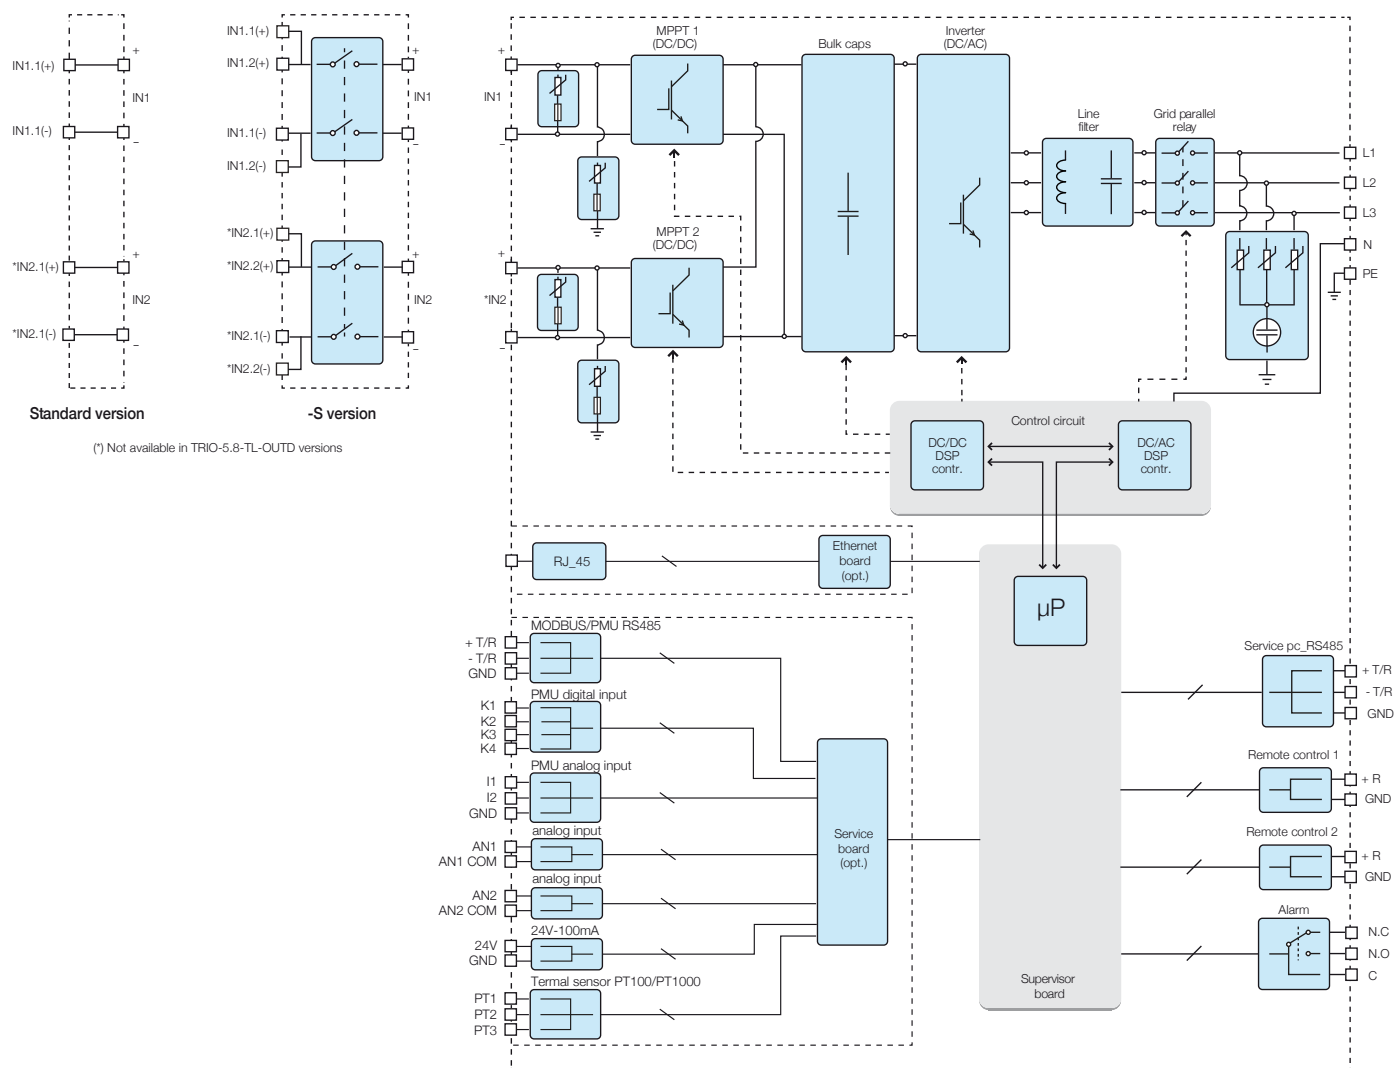 IN1.1(+)
+
IN1
IN1.1(-)
–
*IN2.1(+)
+
IN2
*IN2.1(-)
–
Standard version
IN1.1(+)
IN1.2(+)
+
IN1
IN1.1(-)
–
IN1.2(-)
*IN2.1(+)
*IN2.2(+)
+
IN2
*IN2.1(-)
–
*IN2.2(-)
-S version
(*) Not available in TRIO-5.8-TL-OUTD versions
+
IN1
–
+
*IN2
–
MPPT 1
(DC/DC)
MPPT 2
(DC/DC)
Bulk caps
Inverter
(DC/AC)
Line
filter
Grid parallel
relay
L1
L2
L3
N
PE
Control circuit
DC/DC
DSP
contr.
DC/AC
DSP
contr.
RJ_45
Ethernet
board
(opt.)
µP
MODBUS/PMU RS485
+ T/R
- T/R
GND
PMU digital input
K1
K2
K3
K4
PMU analog input
I1
I2
GND
analog input
AN1
AN1 COM
analog input
AN2
AN2 COM
24V-100mA
24V
GND
Termal sensor PT100/PT1000
PT1
PT2
PT3
Service
board
(opt.)
Supervisor
board
Service pc_RS485
+ T/R
- T/R
GND
Remote control 1
+ R
GND
Remote control 2
+ R
GND
Alarm
N.C
N.O
C